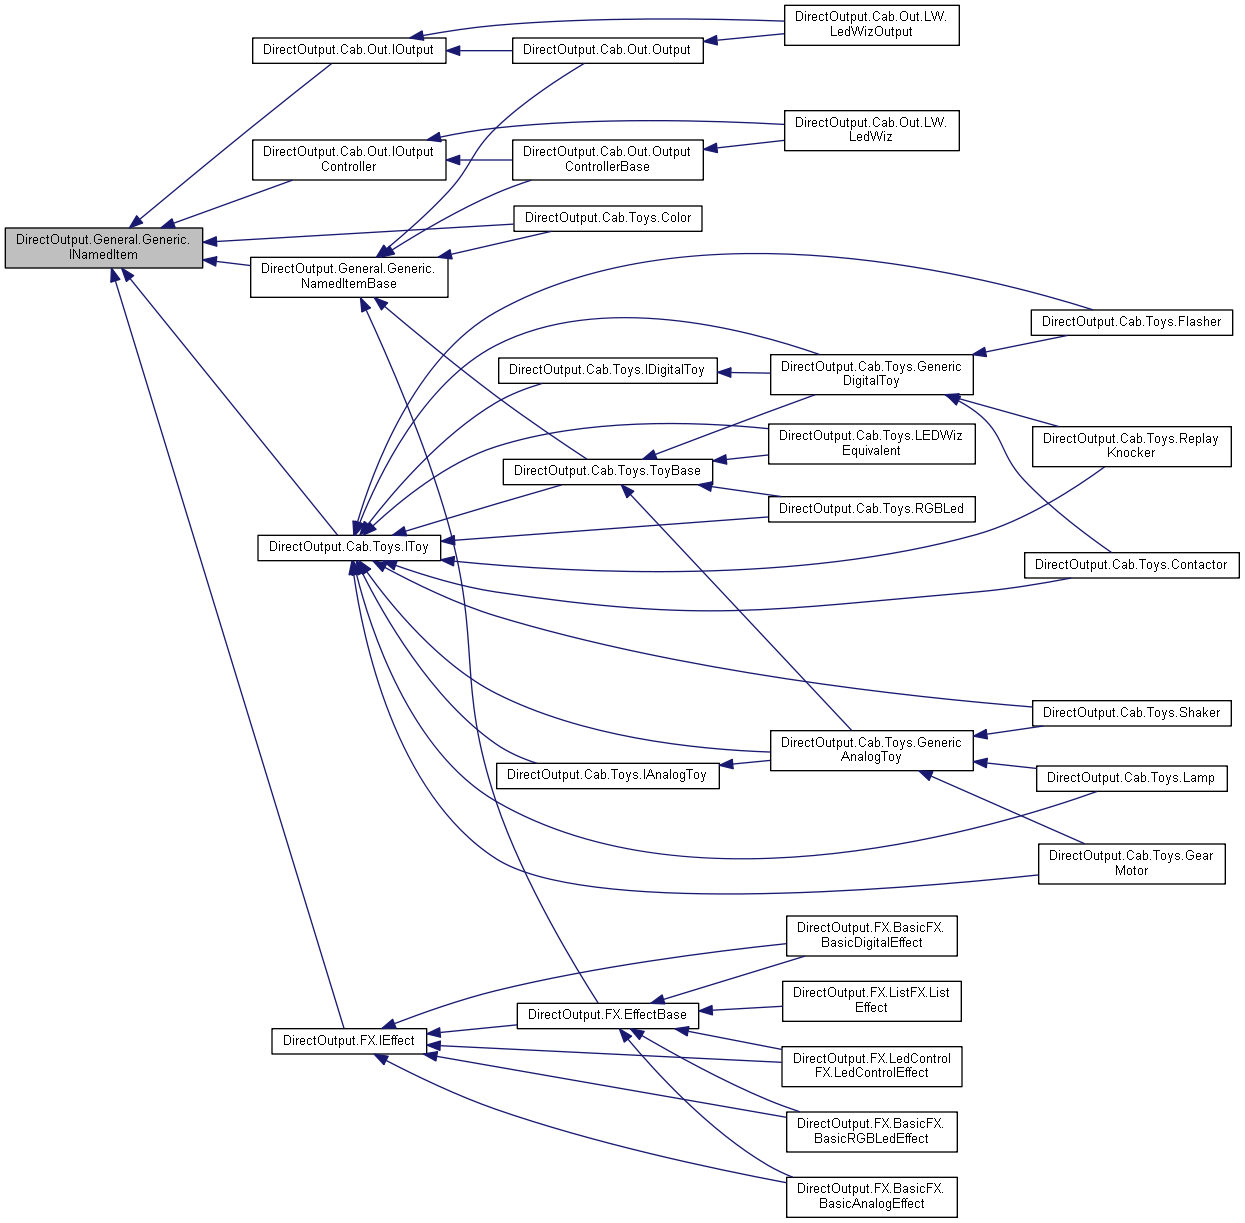 DirectOutput.General.Generic.
INamedItem
DirectOutput.Cab.Out.IOutput
DirectOutput.Cab.Out.IOutput
Controller
DirectOutput.General.Generic.
NamedItemBase
DirectOutput.Cab.Toys.IToy
DirectOutput.FX.IEffect
DirectOutput.Cab.Out.Output
DirectOutput.Cab.Out.Output
ControllerBase
DirectOutput.Cab.Toys.Color
DirectOutput.Cab.Toys.IDigitalToy
DirectOutput.Cab.Toys.ToyBase
DirectOutput.Cab.Toys.IAnalogToy
DirectOutput.FX.EffectBase
DirectOutput.Cab.Out.LW.
LedWizOutput
DirectOutput.Cab.Out.LW.
LedWiz
DirectOutput.Cab.Toys.Generic
DigitalToy
DirectOutput.Cab.Toys.LEDWiz
Equivalent
DirectOutput.Cab.Toys.RGBLed
DirectOutput.Cab.Toys.Generic
AnalogToy
DirectOutput.FX.BasicFX.
BasicDigitalEffect
DirectOutput.FX.ListFX.List
Effect
DirectOutput.FX.LedControl
FX.LedControlEffect
DirectOutput.FX.BasicFX.
BasicRGBLedEffect
DirectOutput.FX.BasicFX.
BasicAnalogEffect
DirectOutput.Cab.Toys.Flasher
DirectOutput.Cab.Toys.Replay
Knocker
DirectOutput.Cab.Toys.Contactor
DirectOutput.Cab.Toys.Shaker
DirectOutput.Cab.Toys.Lamp
DirectOutput.Cab.Toys.Gear
Motor